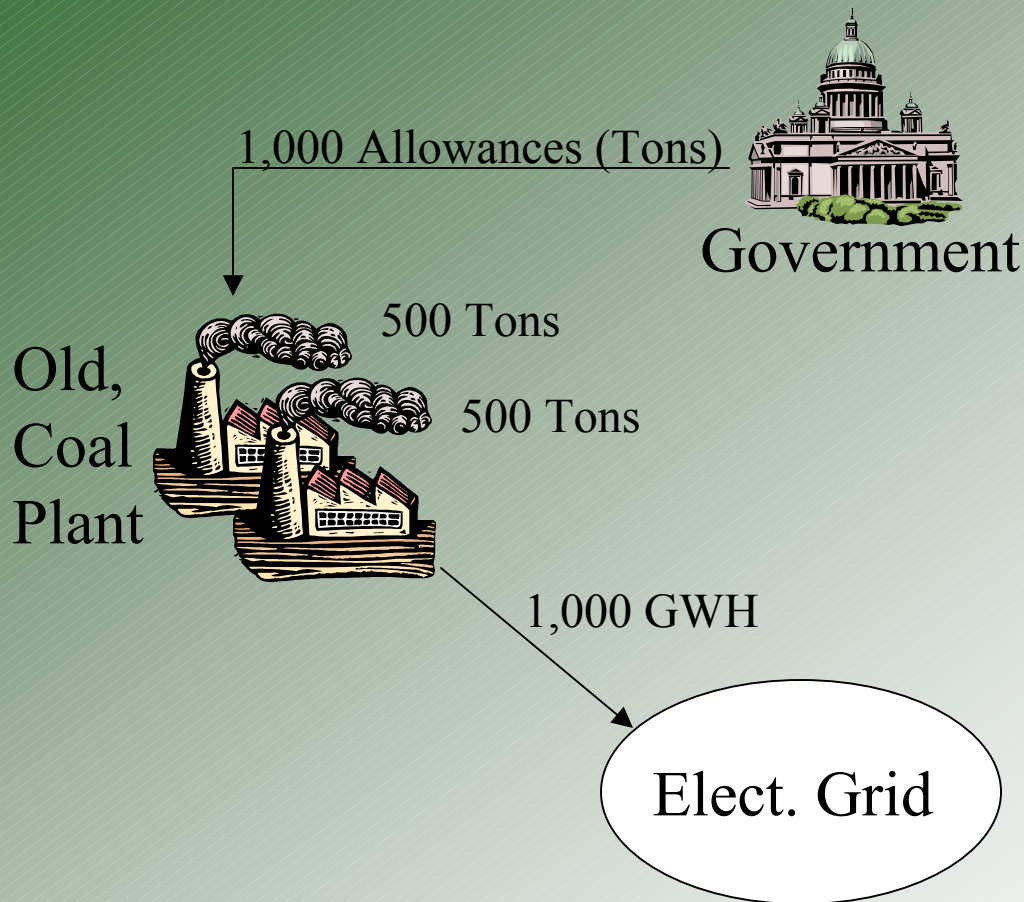 1,000 Allowances (Tons)
Government
500 Tons
Old,
Coal
Plant
500 Tons
1,000 GWH
Elect. Grid